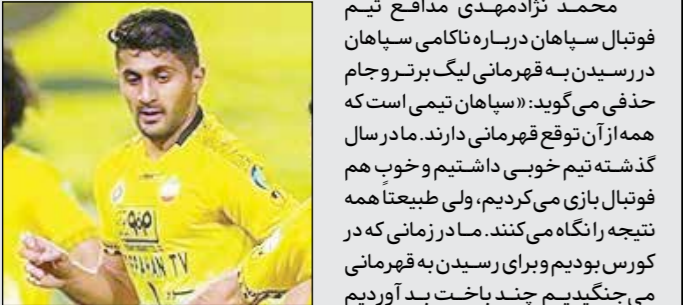 محمد نژادمهدی مدافع تیم
فوتبال سپاهان درباره ناکامی سپاهان
در رسیدن به قهرمانی لیگ برتر و جام
حذفی می‌گوید: «سپاهان تیمی است که
همه از آن توقع قهرمانی دارند. ما در سال
گذشته تیم خوبی داشتیم و خوب هم
فوتبال بازی می‌کردیم، ولی طبیعتاً همه
نتیجه را نگاه می‌کنند. ما در زمانی که در
کورس بودیم و برای رسیدن به قهرمانی
می‌جنگیدیم چند باخت بد آوردیم
TV